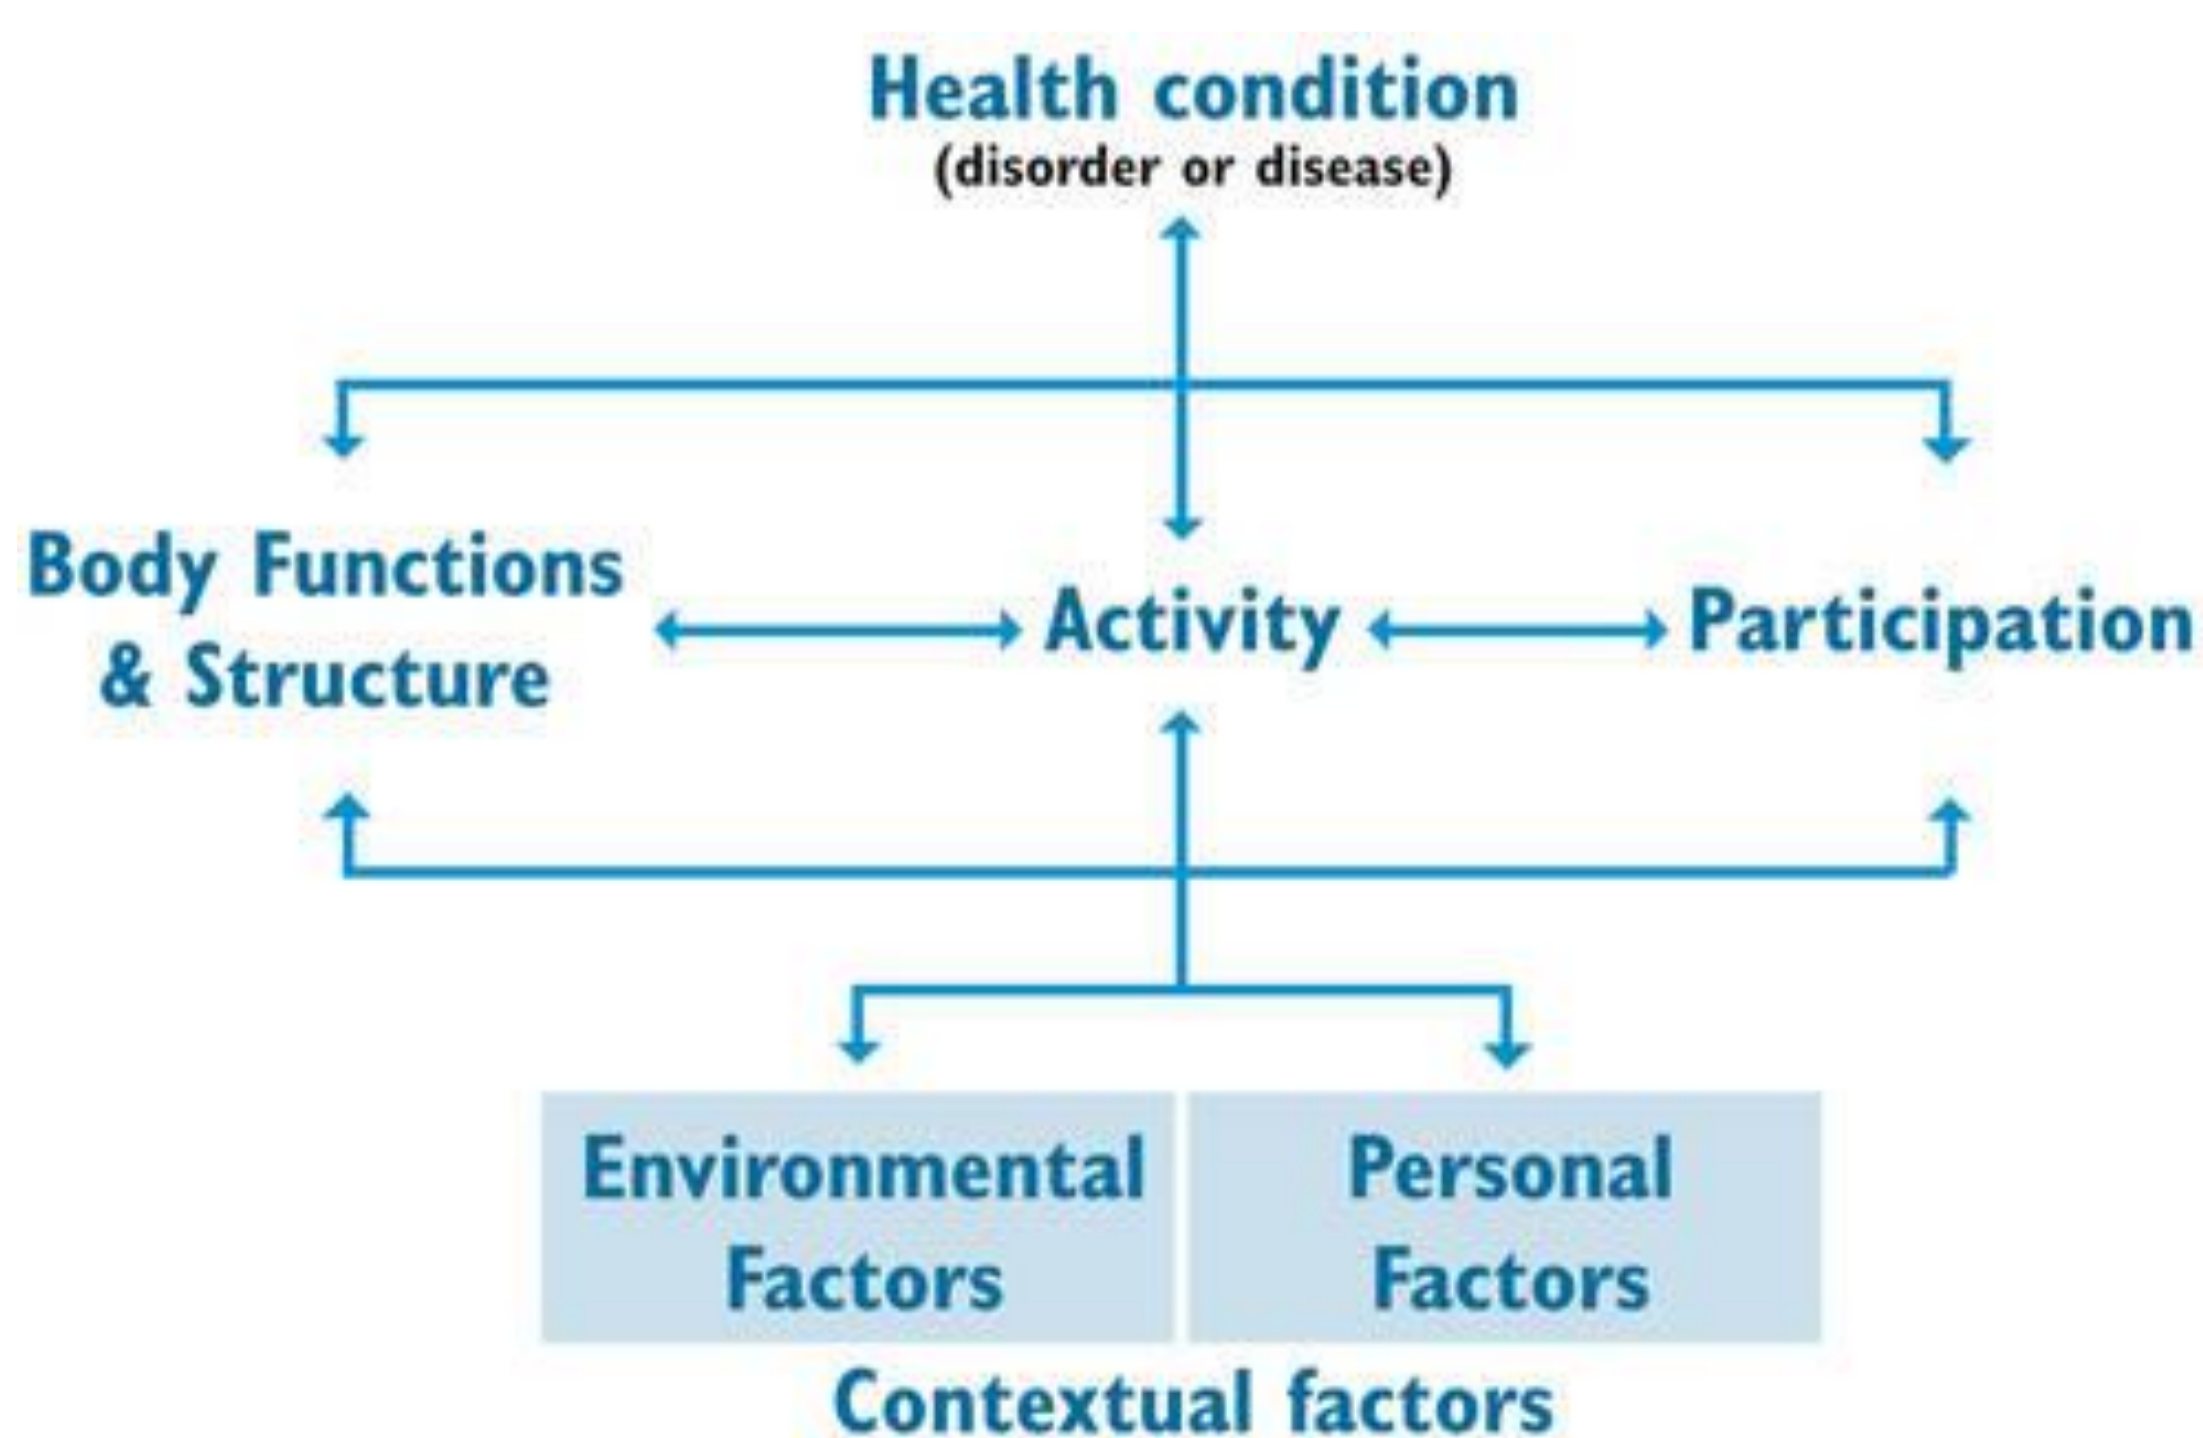 Health condition
(disorder or disease)
Body Functions
& Structure
Activity
Participation
Environmental
Factors
Personal
Factors
Contextual factors